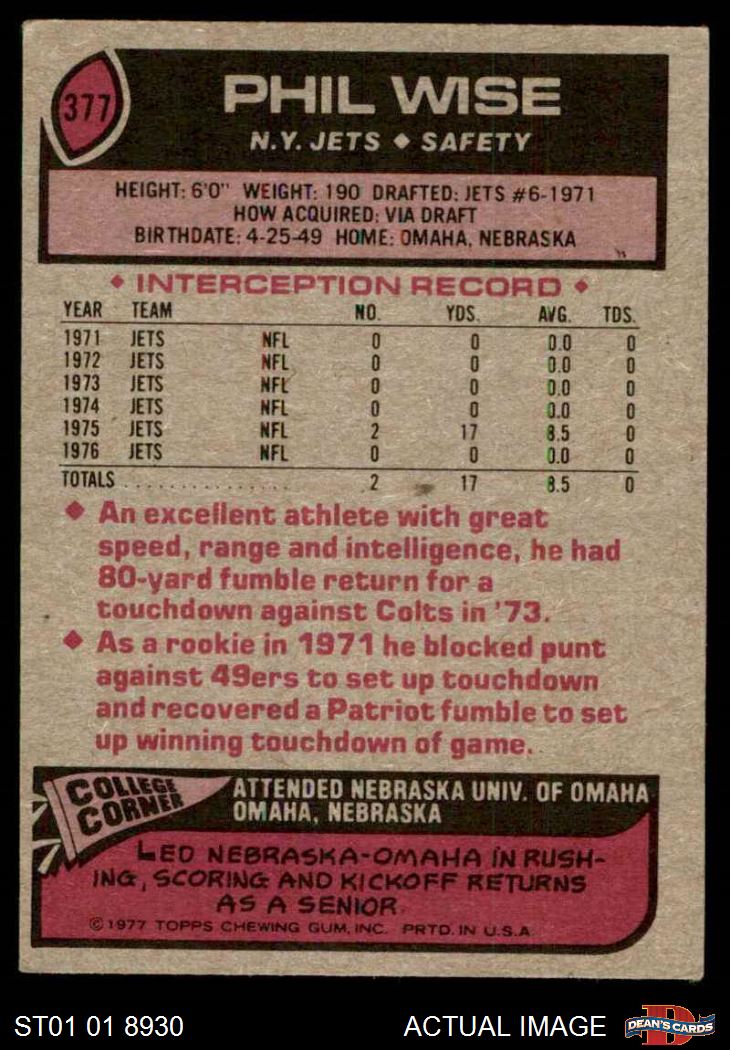 377
PHIL WISE
N.Y. JETS ◆ SAFETY
HEIGHT: 6'0" WEIGHT: 190 DRAFTED: JETS #6-1971
HOW ACQUIRED: VIA DRAFT
BIRTHDATE: 4-25-49 HOME: OMAHA, NEBRASKA
◆ INTERCEPTION RECORD ◆
YEAR TEAM NO. YDS. AVG. TDS.
1971 JETS NFL 0 0 0.0 0
1972 JETS NFL 0 0 0.0 0
1973 JETS NFL 0 0 0.0 0
1974 JETS NFL 0 0 0.0 0
1975 JETS NFL 2 17 8.5 0
1976 JETS NFL 0 0 0.0 0
TOTALS . . . . . . . . . . . . . . . 2 17 8.5 0
◆ An excellent athlete with great
speed, range and intelligence, he had
80-yard fumble return for a
touchdown against Colts in '73.
◆ As a rookie in 1971 he blocked punt
against 49ers to set up touchdown
and recovered a Patriot fumble to set
up winning touchdown of game.
COLLEGE
CORNER
ATTENDED NEBRASKA UNIV. OF OMAHA
OMAHA, NEBRASKA
LED NEBRASKA-OMAHA IN RUSH-
ING, SCORING AND KICKOFF RETURNS
AS A SENIOR.
© 1977 TOPPS CHEWING GUM, INC. PRTD. IN U.S.A.
ST01 01 8930 ACTUAL IMAGE
D
DEAN'S CARDS